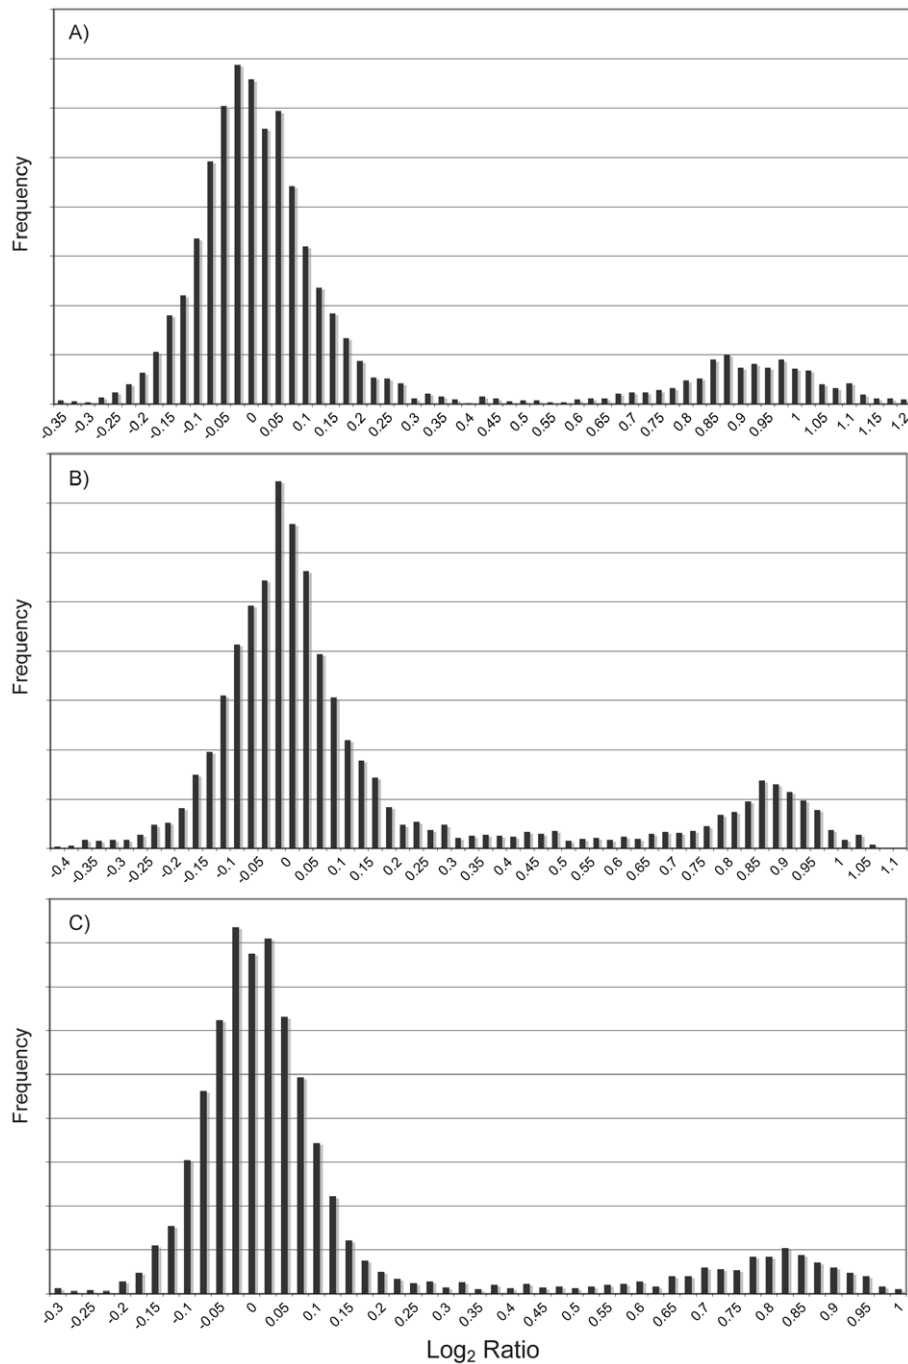 A)
Frequency
-0.35 -0.3 -0.25 -0.2 -0.15 -0.1 -0.05 0 0.05 0.1 0.15 0.2 0.25 0.3 0.35 0.4 0.45 0.5 0.55 0.6 0.65 0.7 0.75 0.8 0.85 0.9 0.95 1 1.05 1.1 1.15 1.2
B)
Frequency
-0.4 -0.35 -0.3 -0.25 -0.2 -0.15 -0.1 -0.05 0 0.05 0.1 0.15 0.2 0.25 0.3 0.35 0.4 0.45 0.5 0.55 0.6 0.65 0.7 0.75 0.8 0.85 0.9 0.95 1 1.05 1.1
C)
Frequency
-0.3 -0.25 -0.2 -0.15 -0.1 -0.05 0 0.05 0.1 0.15 0.2 0.25 0.3 0.35 0.4 0.45 0.5 0.55 0.6 0.65 0.7 0.75 0.8 0.85 0.9 0.95 1
Log₂ Ratio